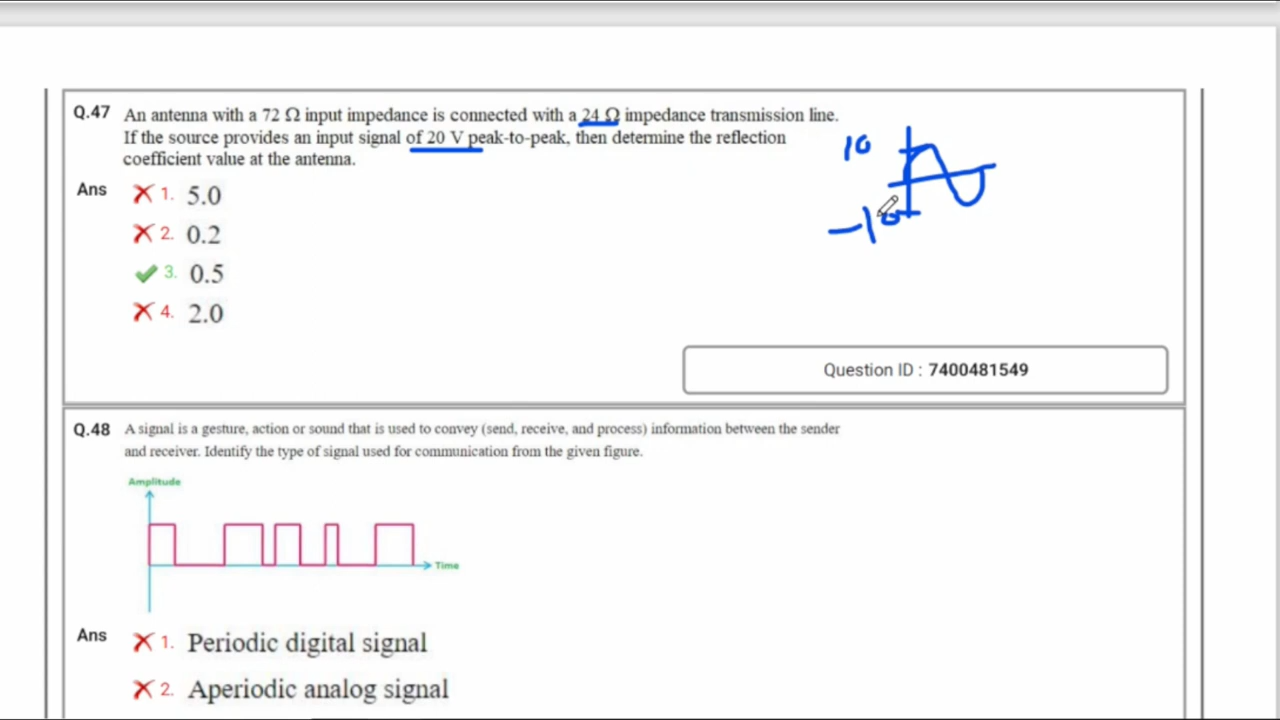 Q.47 An antenna with a 72 Ω input impedance is connected with a 24 Ω impedance transmission line.
If the source provides an input signal of 20 V peak-to-peak, then determine the reflection
coefficient value at the antenna.
10
-10
Ans 1. 5.0
2. 0.2
3. 0.5
4. 2.0
Question ID : 7400481549
Q.48 A signal is a gesture, action or sound that is used to convey (send, receive, and process) information between the sender
and receiver. Identify the type of signal used for communication from the given figure.
Amplitude
Time
Ans 1. Periodic digital signal
2. Aperiodic analog signal